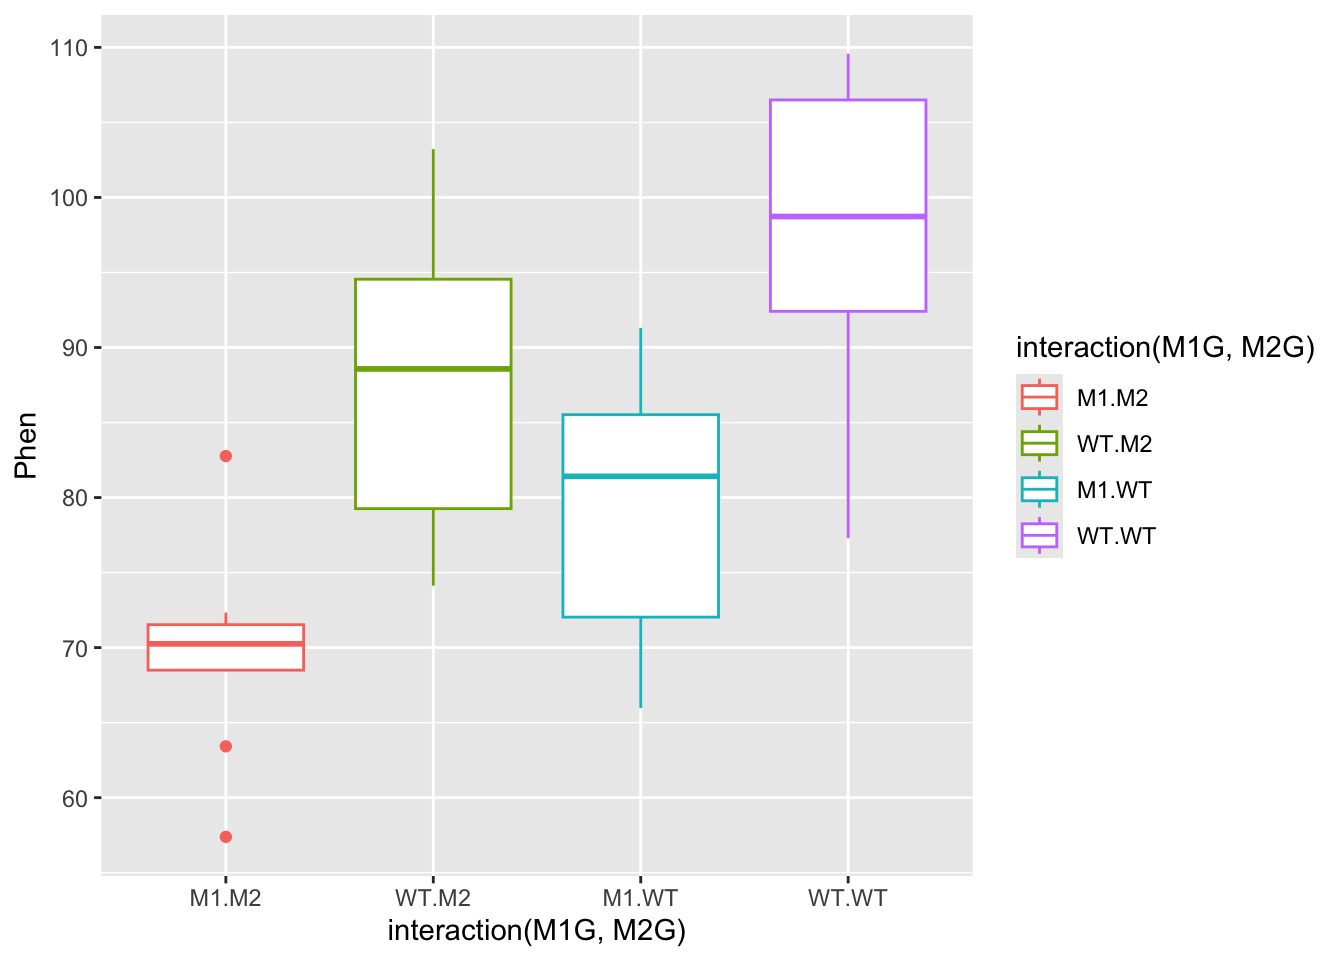 110
100
90
80
70
60
Phen
M1.M2
WT.M2
M1.WT
WT.WT
interaction(M1G, M2G)
interaction(M1G, M2G)
M1.M2
WT.M2
M1.WT
WT.WT